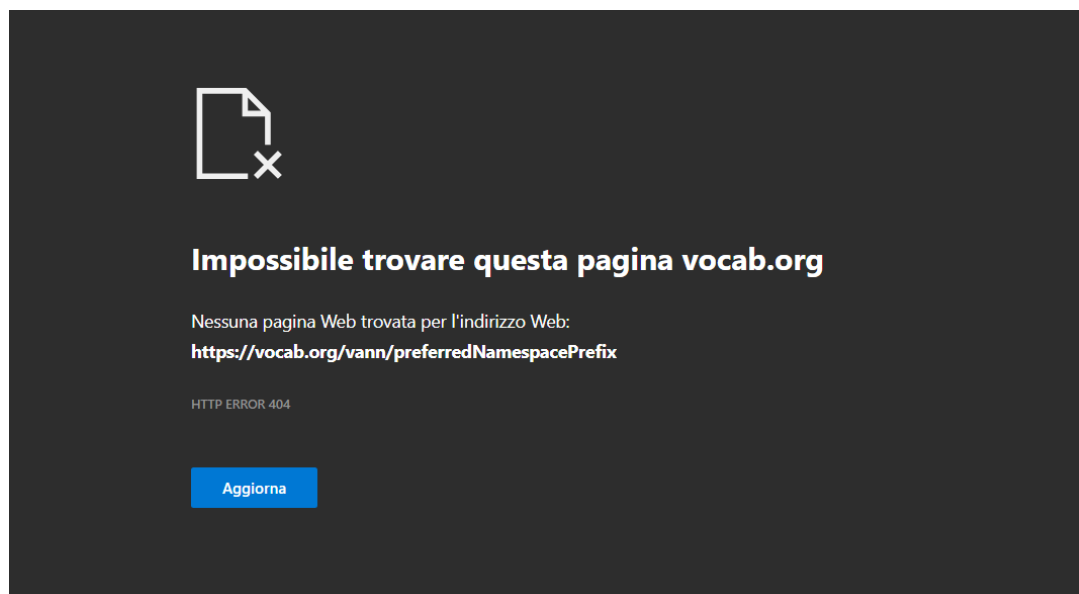 Impossibile trovare questa pagina vocab.org
Nessuna pagina Web trovata per l'indirizzo Web:
https://vocab.org/vann/preferredNamespacePrefix
HTTP ERROR 404
Aggiorna